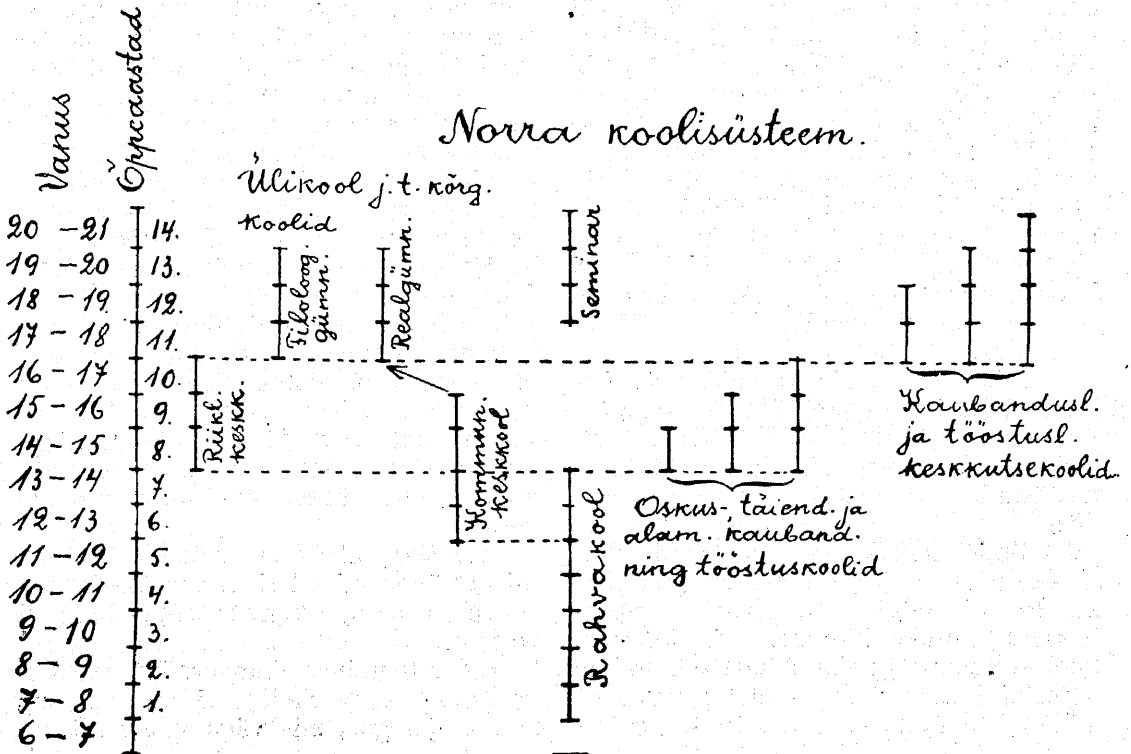 Norra koolisüsteem.
Vanus
Õppeaastad
20 – 21
14.
19 – 20
13.
18 – 19
12.
17 – 18
11.
16 – 17
10.
15 – 16
9.
14 – 15
8.
13 – 14
7.
12 – 13
6.
11 – 12
5.
10 – 11
4.
9 – 10
3.
8 – 9
2.
7 – 8
1.
6 – 7
Ülikool j.t. kõrg.
koolid
Filoloog.
gümn.
Realgümn.
Seminar
Riikl.
keskk.
Kommun.
keskkool
Rahvakool
Oskus-, täiend. ja
alam. kauband.
ning tööstuskoolid
Kaubandusl.
ja tööstusl.
keskkutsekoolid.